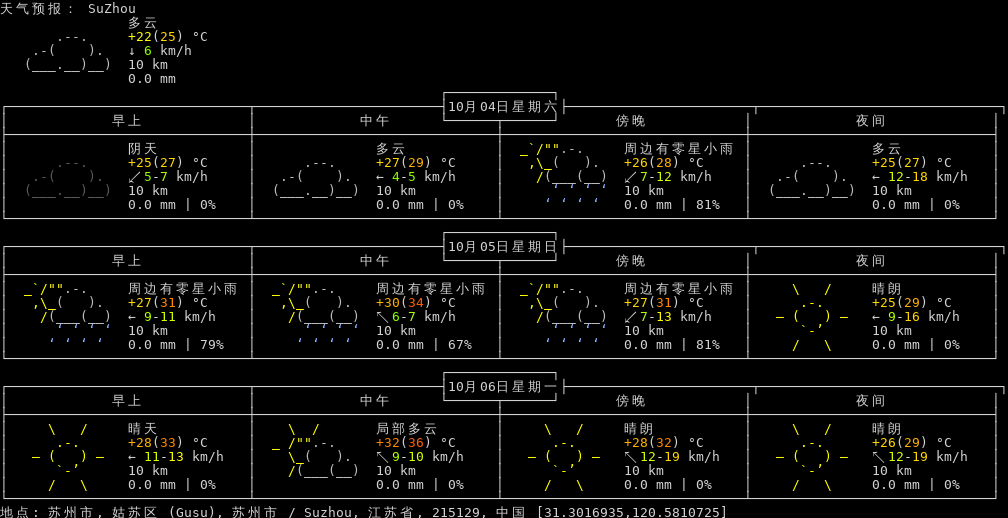 天气预报: SuZhou
多云
+22(25) °C
↓ 6 km/h
10 km
0.0 mm
10月04日星期六
早上 中午 傍晚 夜间
阴天 多云 周边有零星小雨 多云
+25(27) °C +27(29) °C +26(28) °C +25(27) °C
↙5-7 km/h ← 4-5 km/h ↙7-12 km/h ← 12-18 km/h
10 km 10 km 10 km 10 km
0.0 mm | 0% 0.0 mm | 0% 0.0 mm | 81% 0.0 mm | 0%
10月05日星期日
早上 中午 傍晚 夜间
周边有零星小雨 周边有零星小雨 周边有零星小雨 晴朗
+27(31) °C +30(34) °C +27(31) °C +25(29) °C
← 9-11 km/h ↖6-7 km/h ↙7-13 km/h ← 9-16 km/h
10 km 10 km 10 km 10 km
0.0 mm | 79% 0.0 mm | 67% 0.0 mm | 81% 0.0 mm | 0%
10月06日星期一
早上 中午 傍晚 夜间
晴天 局部多云 晴朗 晴朗
+28(33) °C +32(36) °C +28(32) °C +26(29) °C
← 11-13 km/h ↖9-10 km/h ↖12-19 km/h ↖12-19 km/h
10 km 10 km 10 km 10 km
0.0 mm | 0% 0.0 mm | 0% 0.0 mm | 0% 0.0 mm | 0%
地点: 苏州市, 姑苏区 (Gusu), 苏州市 / Suzhou, 江苏省, 215129, 中国 [31.3016935,120.5810725]